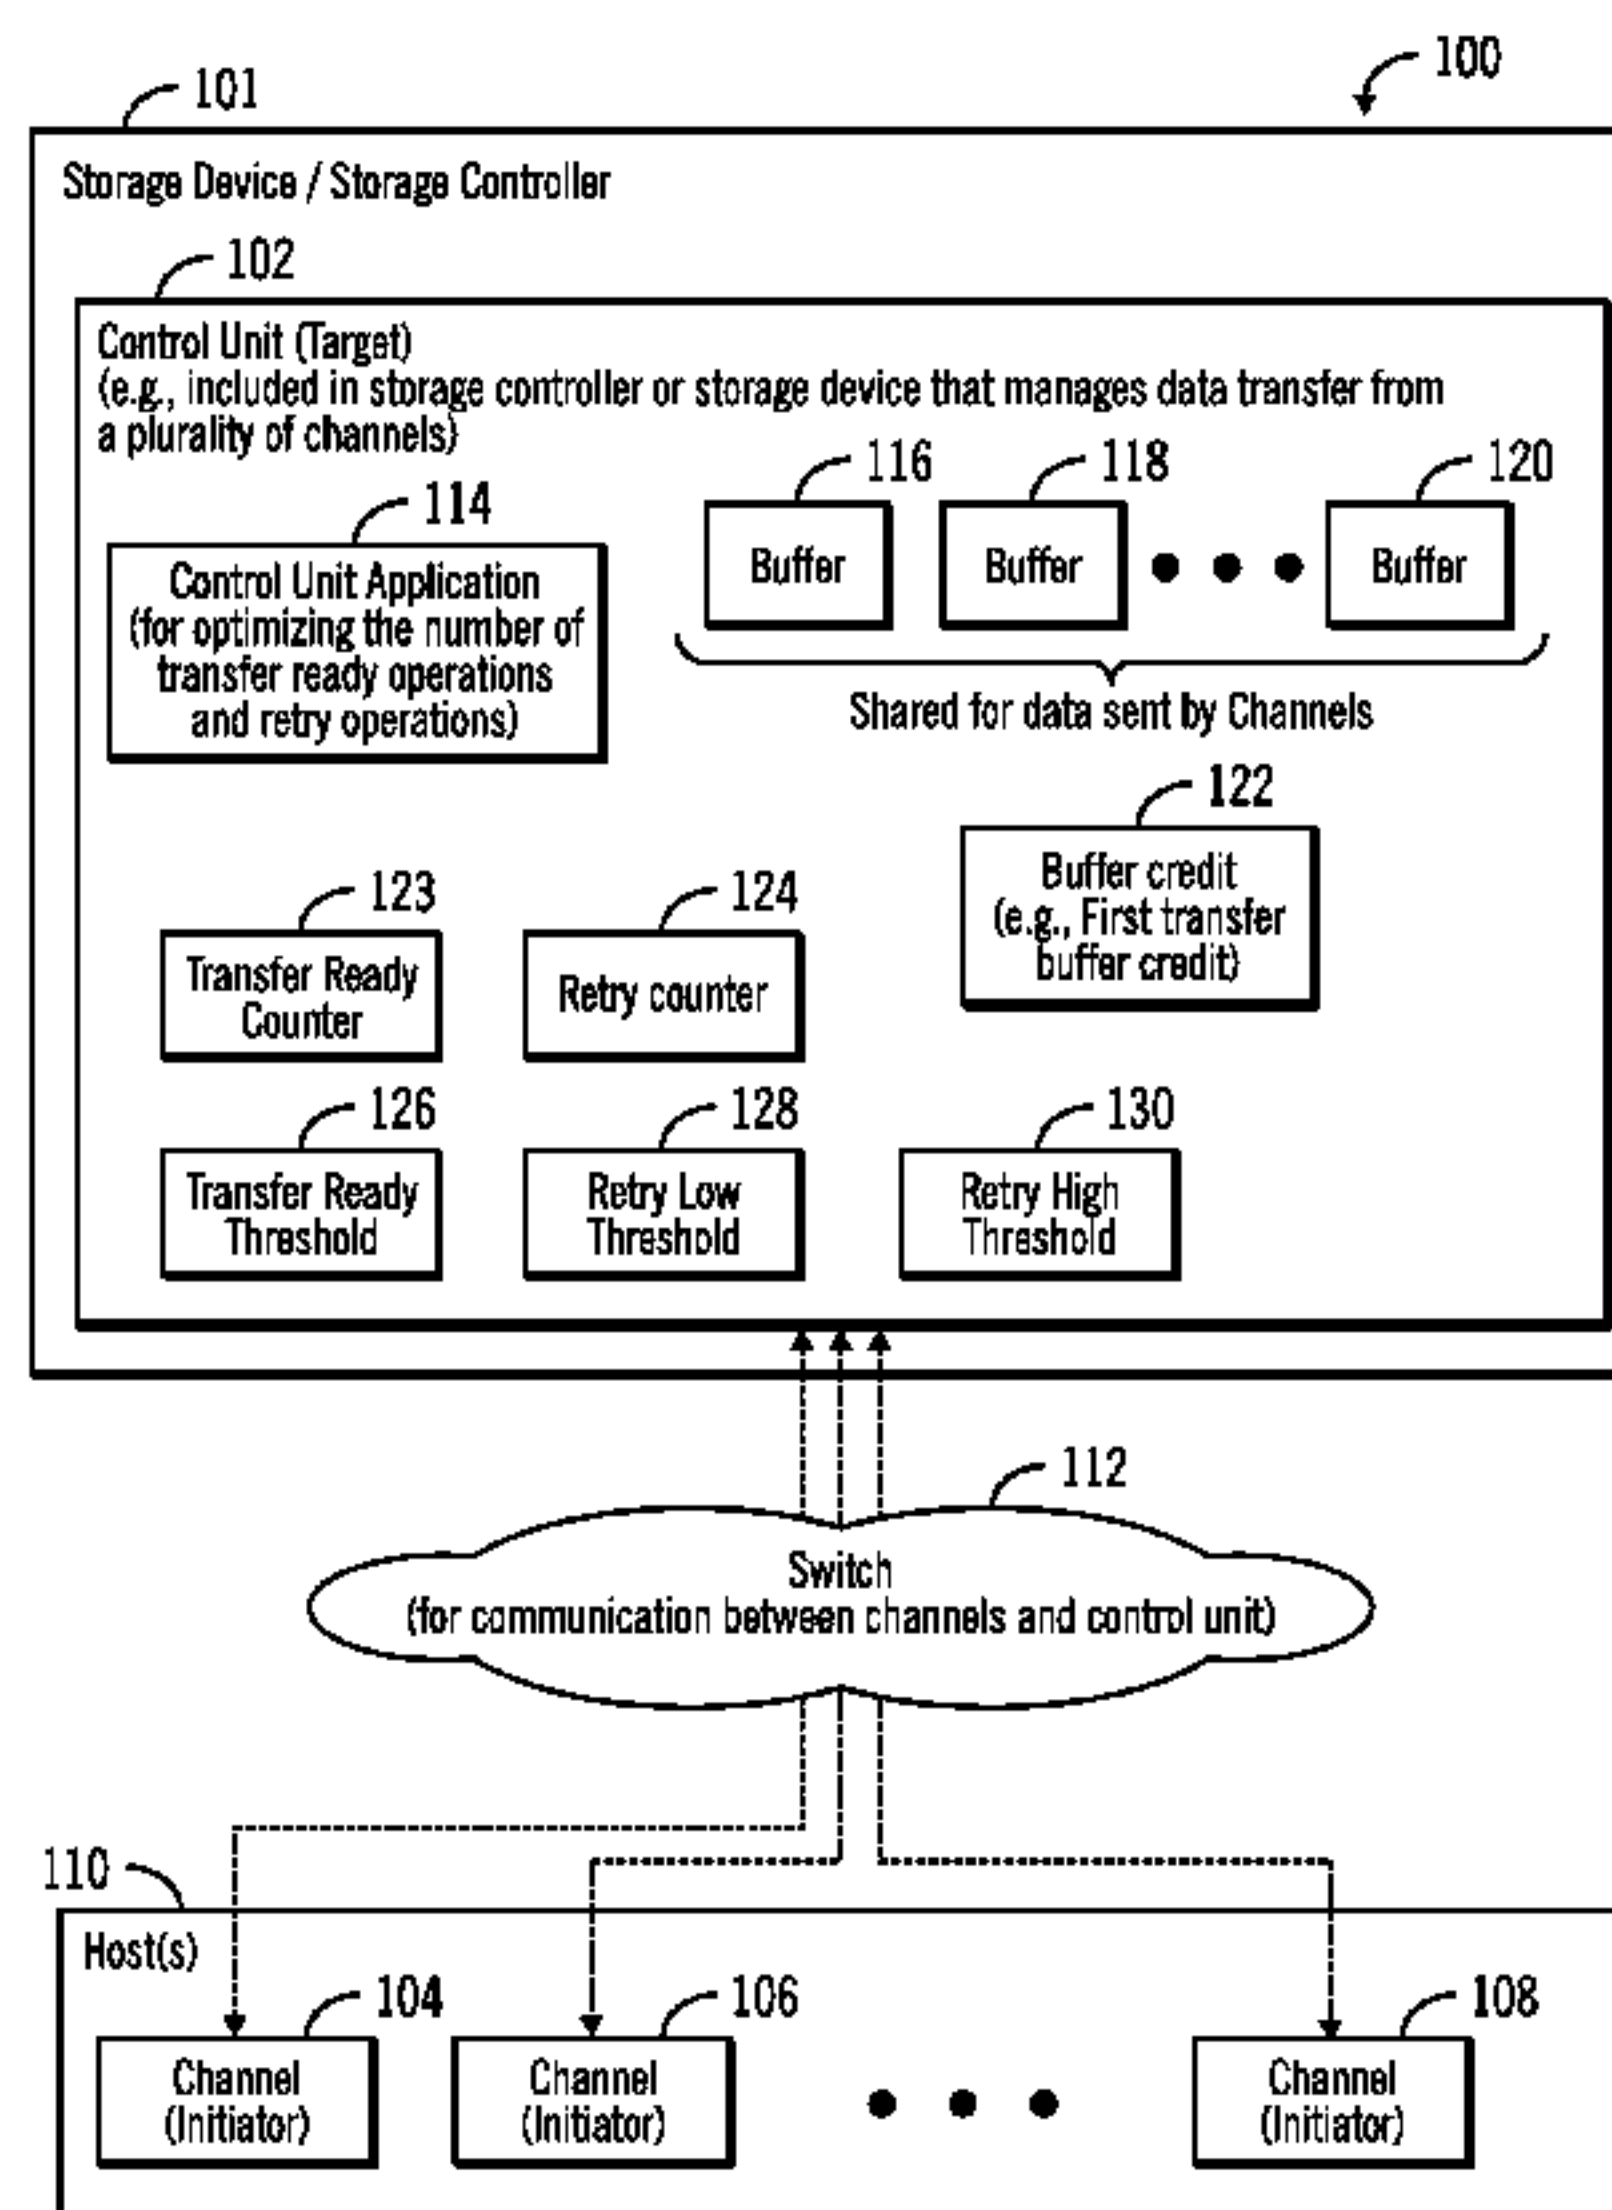 100
101
Storage Device / Storage Controller
102
Control Unit (Target)
(e.g., included in storage controller or storage device that manages data transfer from
a plurality of channels)
116
118
120
114
Buffer
Buffer
Buffer
Control Unit Application
(for optimizing the number of
transfer ready operations
and retry operations)
Shared for data sent by Channels
122
Buffer credit
(e.g., First transfer
buffer credit)
123
124
Transfer Ready
Counter
Retry counter
126
128
130
Transfer Ready
Threshold
Retry Low
Threshold
Retry High
Threshold
112
Switch
(for communication between channels and control unit)
110
Host(s)
104
106
108
Channel
(Initiator)
Channel
(Initiator)
Channel
(Initiator)